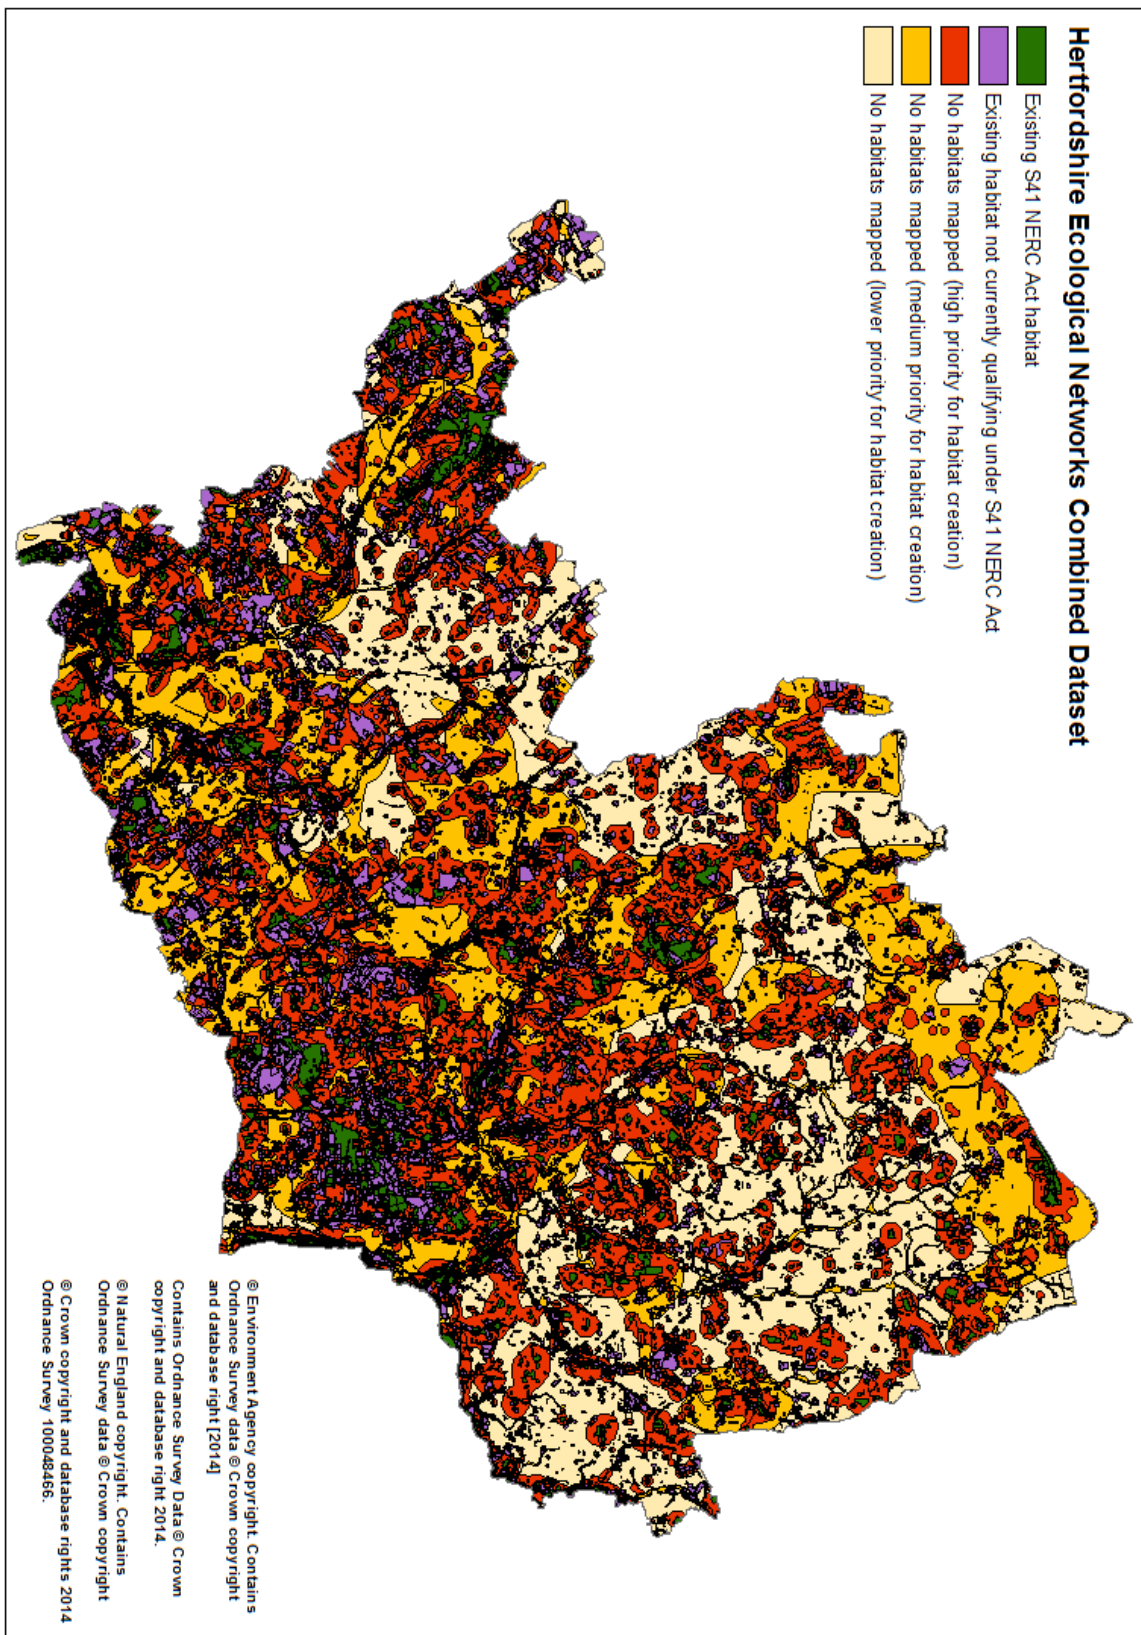 Hertfordshire Ecological Networks Combined Dataset
Existing S41 NERC Act habitat
Existing habitat not currently qualifying under S41 NERC Act
No habitats mapped (high priority for habitat creation)
No habitats mapped (medium priority for habitat creation)
No habitats mapped (lower priority for habitat creation)
© Environment Agency copyright. Contains
Ordnance Survey data © Crown copyright
and database right [2014]
Contains Ordnance Survey Data © Crown
copyright and database right 2014.
© Natural England copyright. Contains
Ordnance Survey data © Crown copyright
© Crown copyright and database rights 2014
Ordnance Survey 100048466.